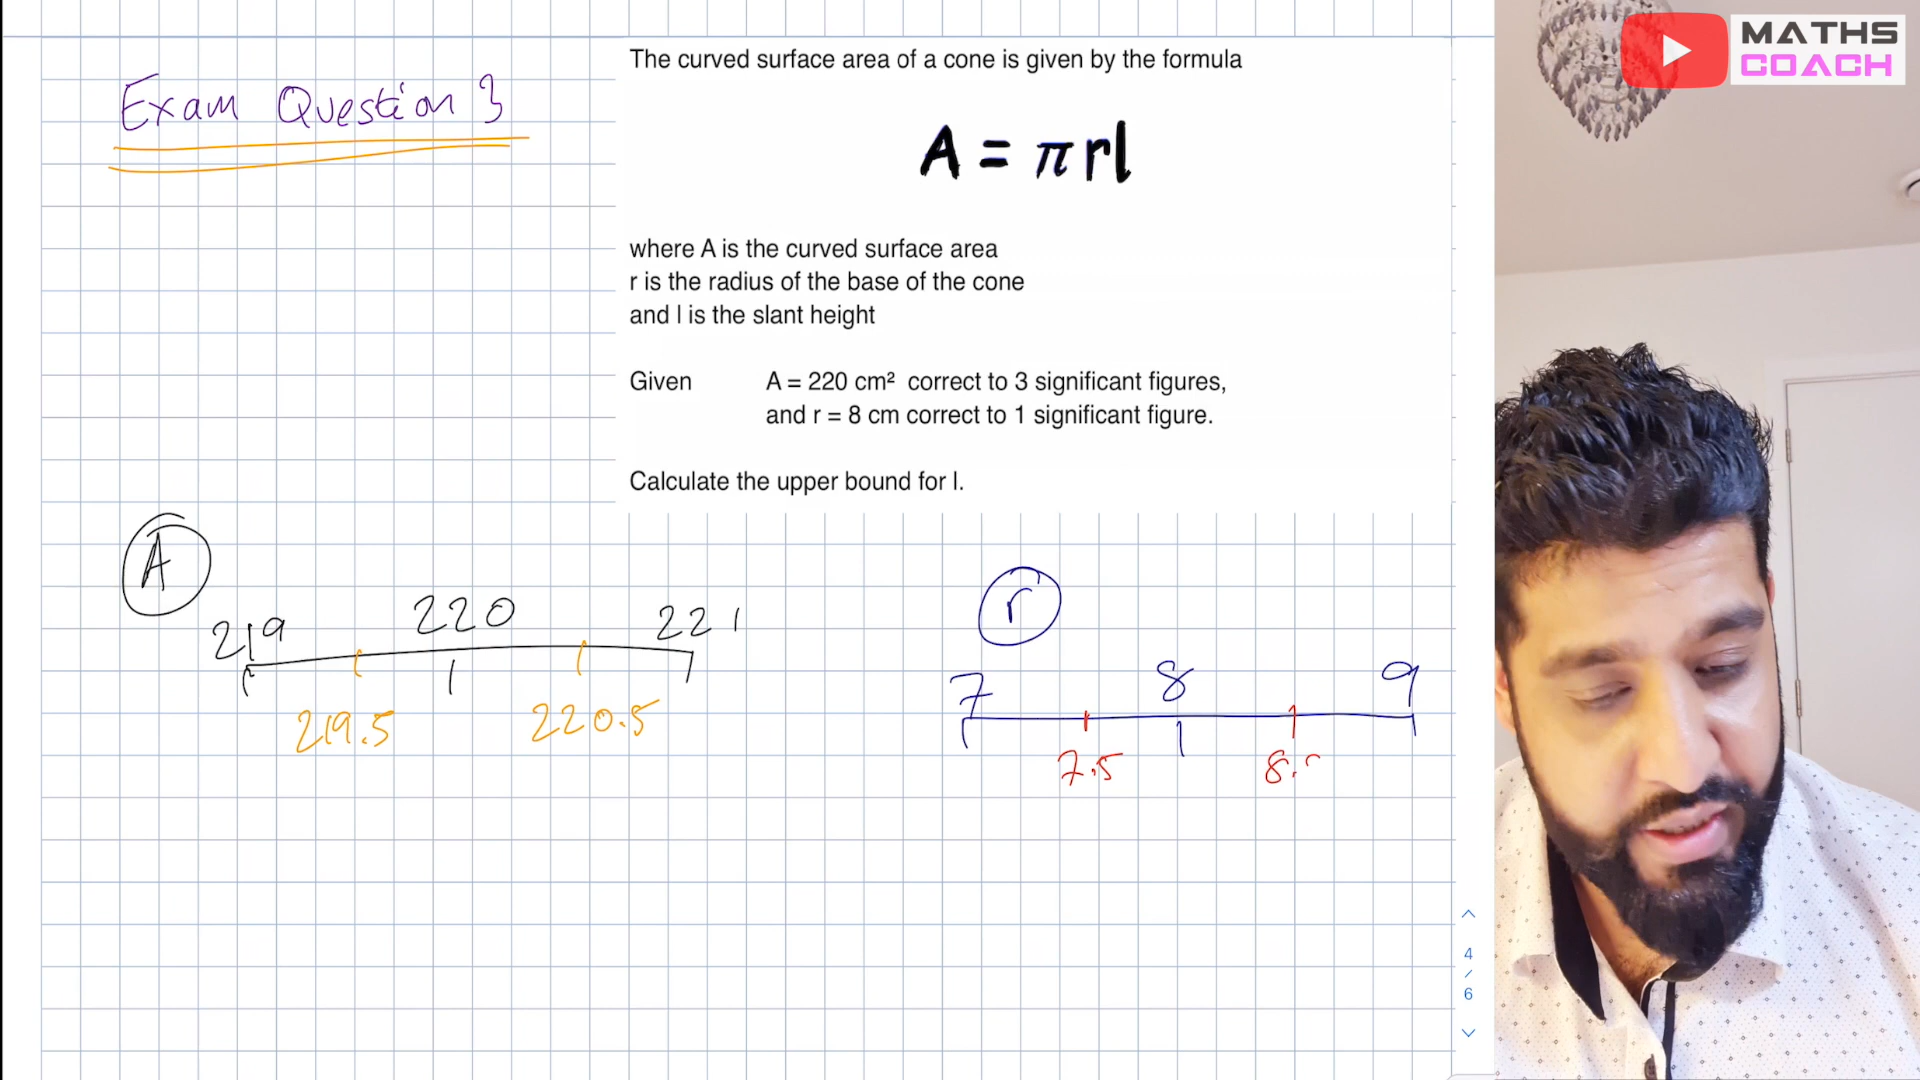 MATHS
COACH
Exam Question 3
The curved surface area of a cone is given by the formula
A = πrl
where A is the curved surface area
r is the radius of the base of the cone
and l is the slant height
Given A = 220 cm² correct to 3 significant figures,
and r = 8 cm correct to 1 significant figure.
Calculate the upper bound for l.
A
219 220 221
219.5 220.5
r
7 8 9
7.5 8.
4
/
6